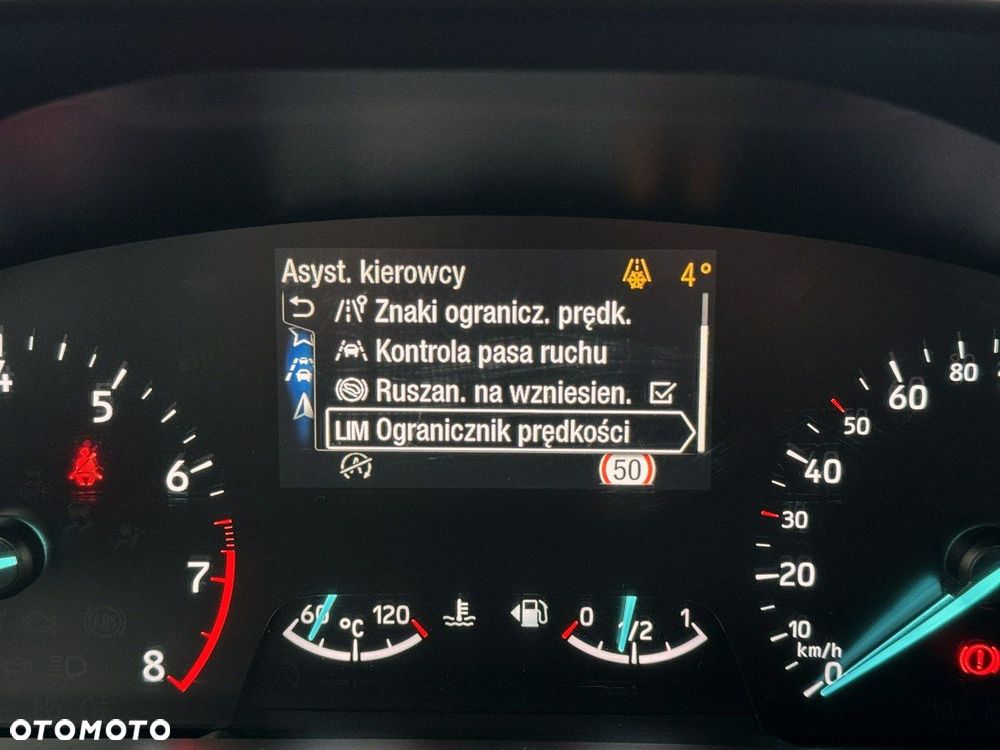 Asyst. kierowcy 4°
Znaki ogranicz. prędk.
Kontrola pasa ruchu
Ruszan. na wzniesien.
LIM Ogranicznik prędkości
A 50
4
5
6
7
8
60 °C 120
0 1/2 1
80
60
50
40
30
20
10
km/h
0
OTOMOTO